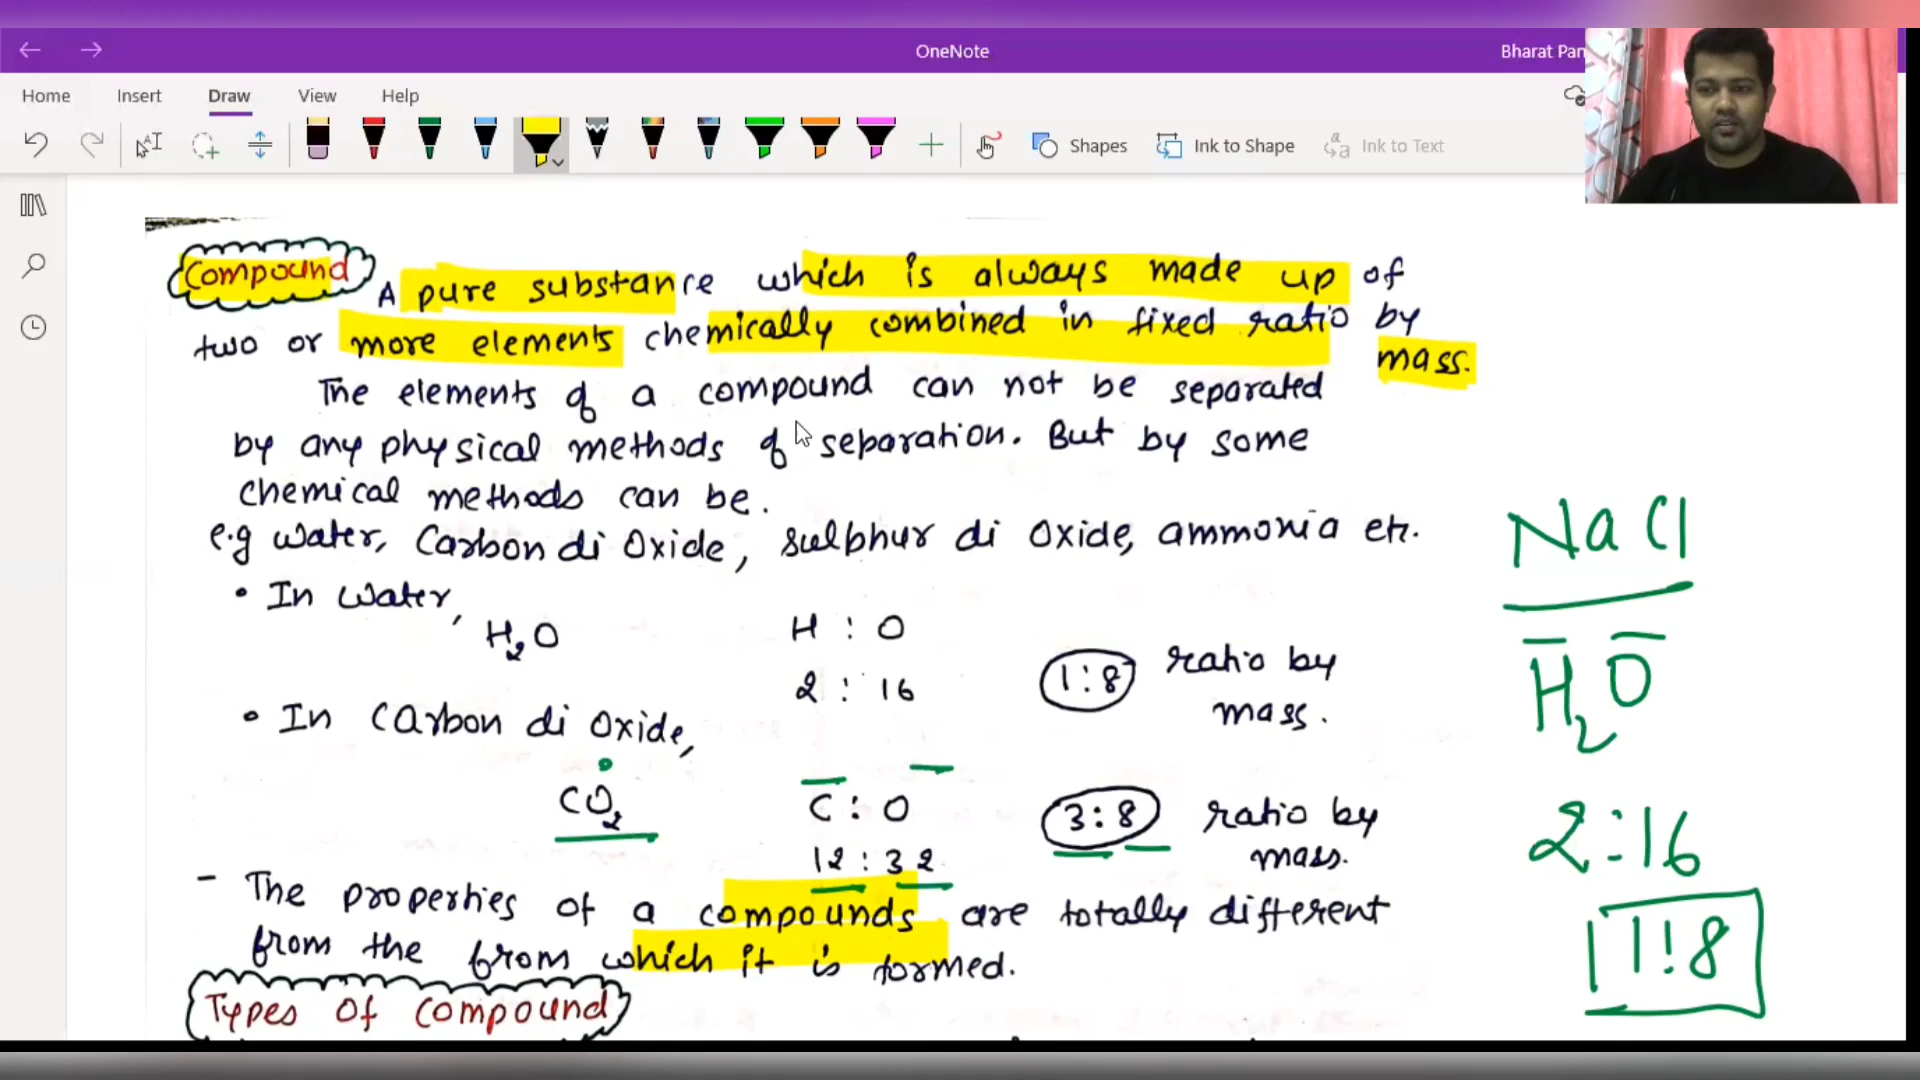 OneNote
Bharat Pan
Home Insert Draw View Help
Shapes Ink to Shape Ink to Text
Compound
A pure substance which is always made up of
two or more elements chemically combined in fixed ratio by
mass.
The elements of a compound can not be separated
by any physical methods of separation. But by some
chemical methods can be.
e.g water, Carbon di Oxide, sulphur di oxide, ammonia etc.
• In water,
H2O
H : O
2 : 16
1:8 ratio by
mass.
• In Carbon di Oxide,
CO2
C : O
12 : 32
3:8 ratio by
mass.
- The properties of a compounds are totally different
from the from which it is formed.
Types Of Compound
NaCl
H2O
2:16
1:8